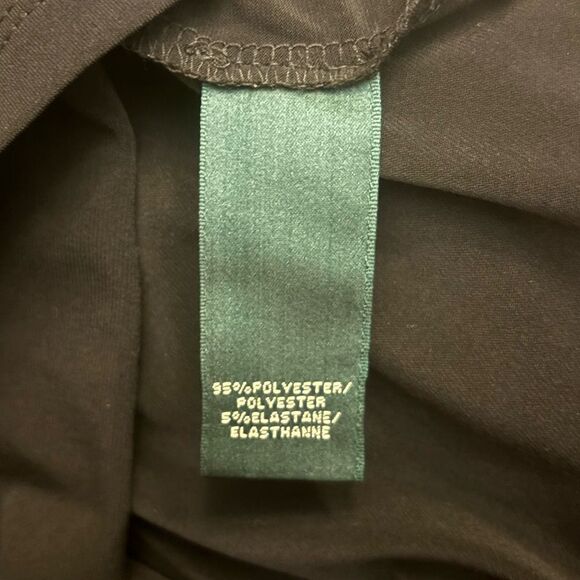 95%POLYESTER/
POLYESTER
5%ELASTANE/
ELASTHANNE